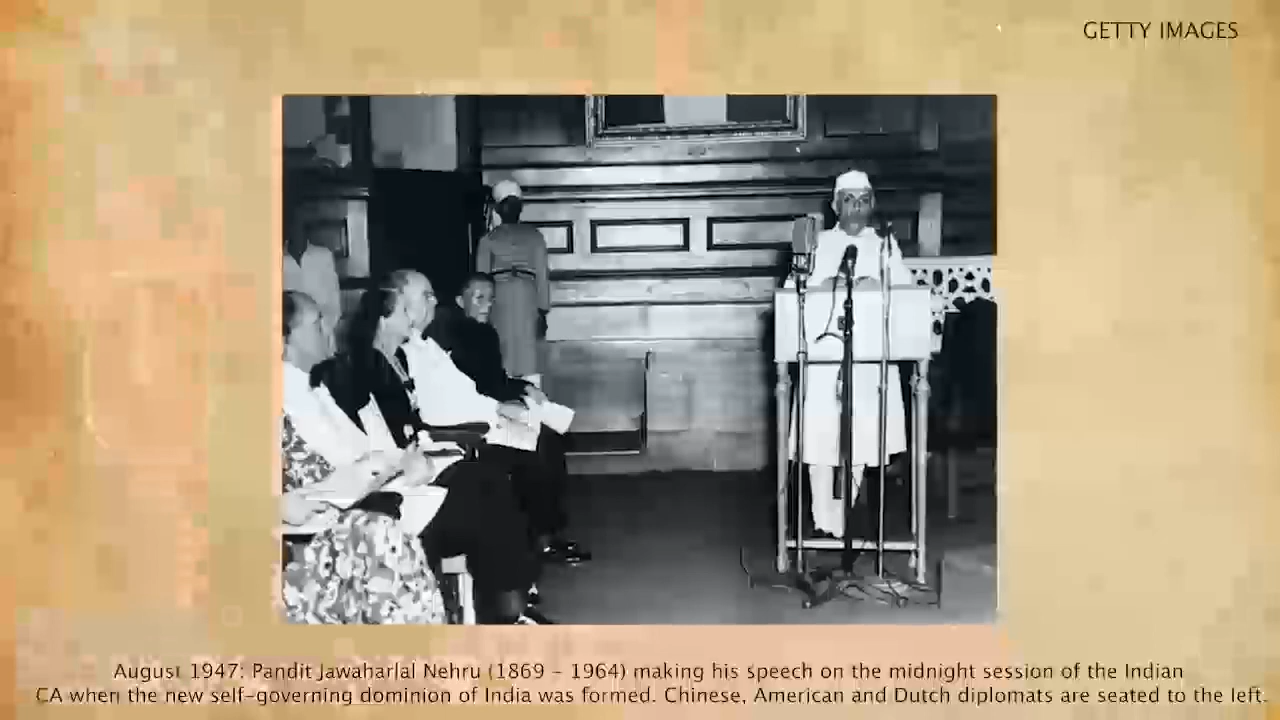 GETTY IMAGES
August 1947: Pandit Jawaharlal Nehru (1869 - 1964) making his speech on the midnight session of the Indian
CA when the new self-governing dominion of India was formed. Chinese, American and Dutch diplomats are seated to the left.